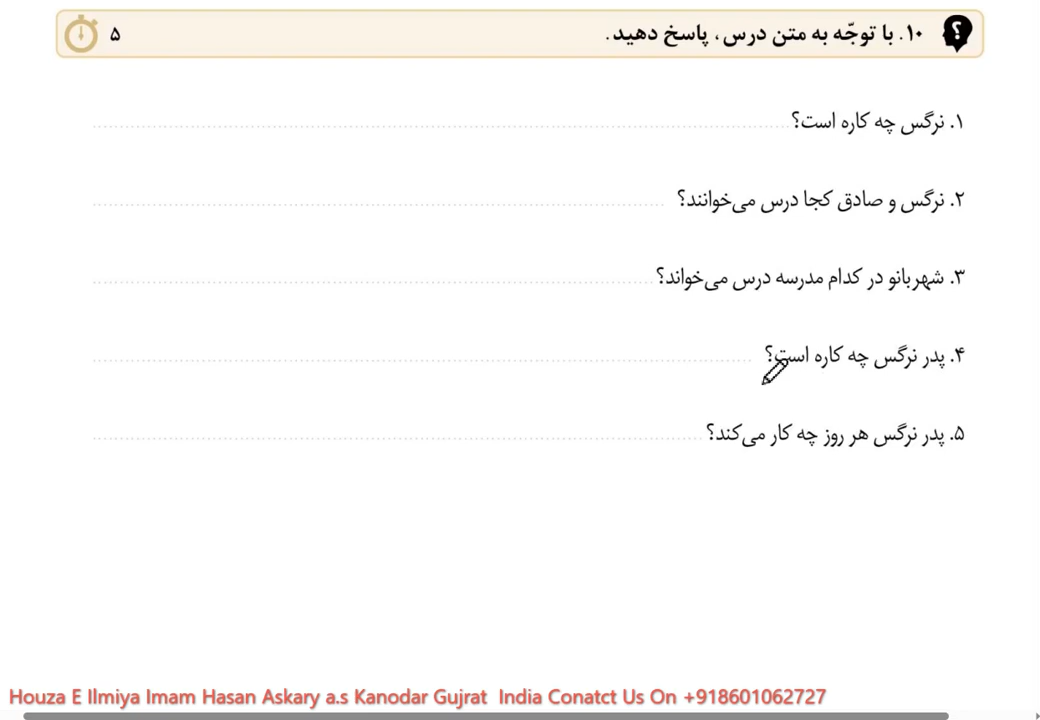 ۱۰. با توجّه به متن درس، پاسخ دهید. ۵
۱. نرگس چه کاره است؟
۲. نرگس و صادق کجا درس می‌خوانند؟
۳. شهربانو در کدام مدرسه درس می‌خواند؟
۴. پدر نرگس چه کاره است؟
۵. پدر نرگس هر روز چه کار می‌کند؟
Houza E Ilmiya Imam Hasan Askary a.s Kanodar Gujrat India Conatct Us On +918601062727